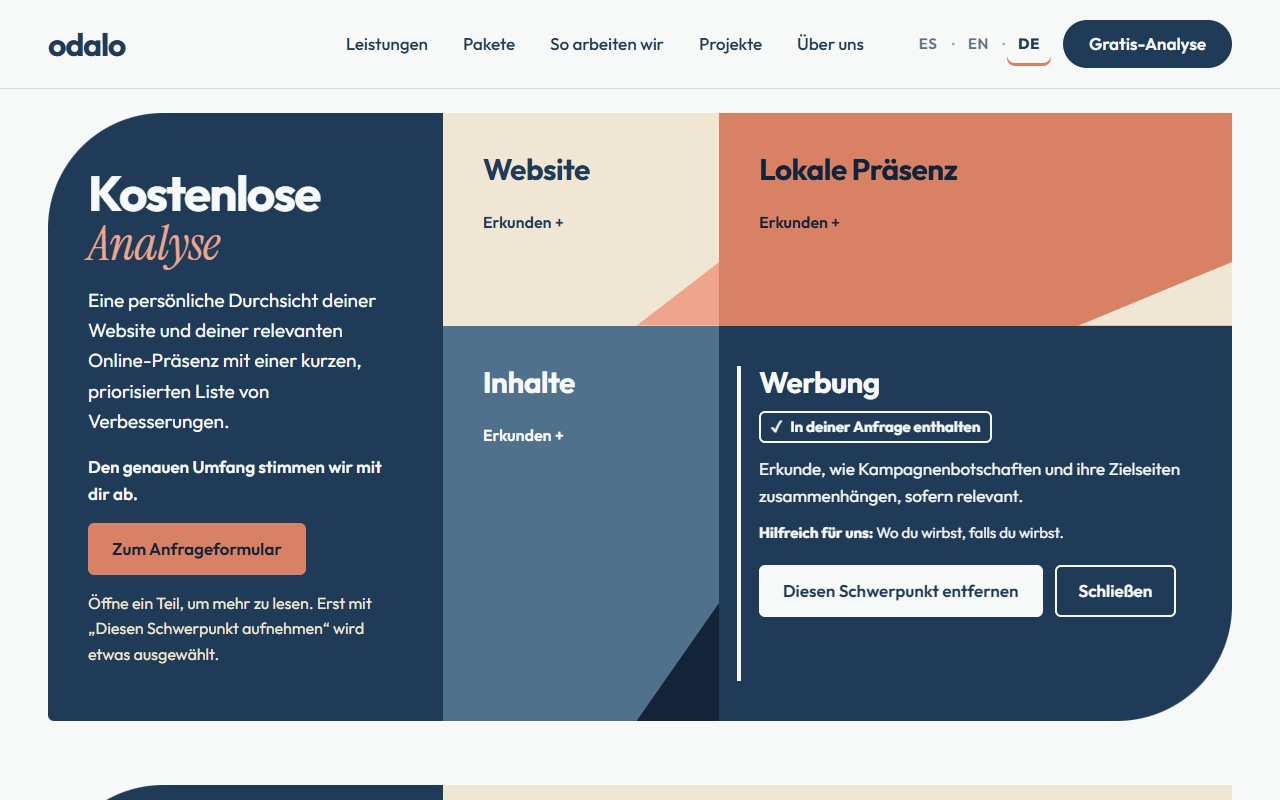 odalo
Leistungen
Pakete
So arbeiten wir
Projekte
Über uns
ES · EN · DE
Gratis-Analyse
Kostenlose
Analyse
Eine persönliche Durchsicht deiner
Website und deiner relevanten
Online-Präsenz mit einer kurzen,
priorisierten Liste von
Verbesserungen.
Den genauen Umfang stimmen wir mit
dir ab.
Zum Anfrageformular
Öffne ein Teil, um mehr zu lesen. Erst mit
„Diesen Schwerpunkt aufnehmen“ wird
etwas ausgewählt.
Website
Erkunden +
Lokale Präsenz
Erkunden +
Inhalte
Erkunden +
Werbung
✓ In deiner Anfrage enthalten
Erkunde, wie Kampagnenbotschaften und ihre Zielseiten
zusammenhängen, sofern relevant.
Hilfreich für uns: Wo du wirbst, falls du wirbst.
Diesen Schwerpunkt entfernen
Schließen